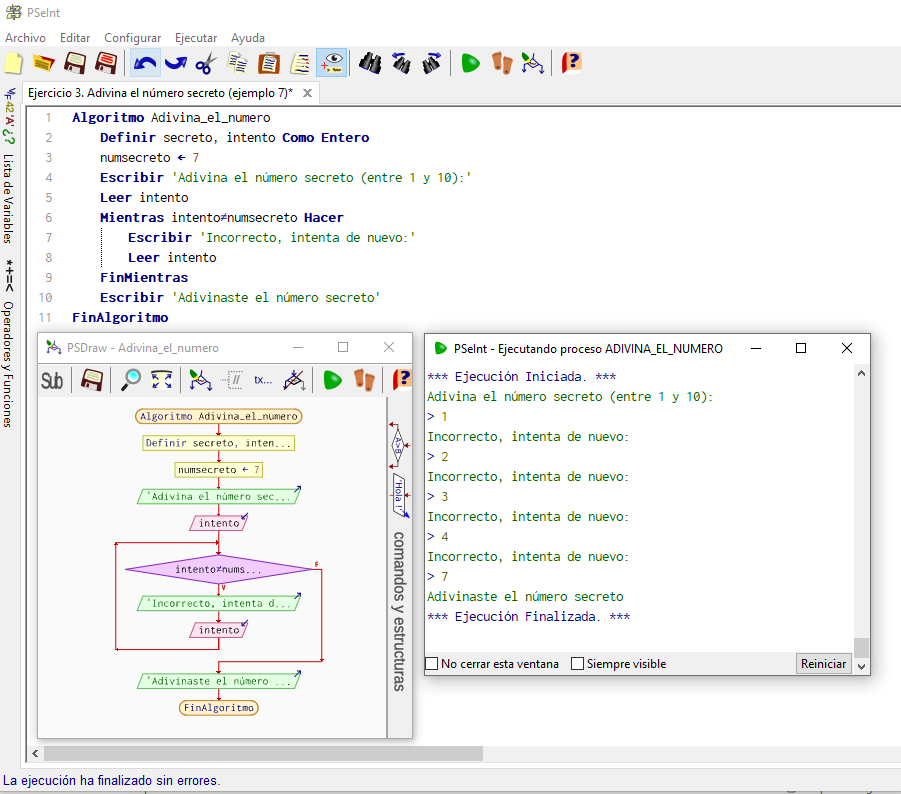 PSeInt
Archivo Editar Configurar Ejecutar Ayuda
Ejercicio 3. Adivina el número secreto (ejemplo 7)*
42 'A' ¿? Lista de Variables
*+=< Operadores y Funciones
1 Algoritmo Adivina_el_numero
2 Definir secreto, intento Como Entero
3 numsecreto ← 7
4 Escribir 'Adivina el número secreto (entre 1 y 10):'
5 Leer intento
6 Mientras intento≠numsecreto Hacer
7 Escribir 'Incorrecto, intenta de nuevo:'
8 Leer intento
9 FinMientras
10 Escribir 'Adivinaste el número secreto'
11 FinAlgoritmo
PSDraw - Adivina_el_numero
Sub tx...
Algoritmo Adivina_el_numero
Definir secreto, inten...
numsecreto ← 7
'Adivina el número sec...
intento
intento≠nums...
F
V
'Incorrecto, intenta d...
intento
'Adivinaste el número ...
FinAlgoritmo
A>B
'Hola !'
comandos y estructuras
PSeInt - Ejecutando proceso ADIVINA_EL_NUMERO
*** Ejecución Iniciada. ***
Adivina el número secreto (entre 1 y 10):
> 1
Incorrecto, intenta de nuevo:
> 2
Incorrecto, intenta de nuevo:
> 3
Incorrecto, intenta de nuevo:
> 4
Incorrecto, intenta de nuevo:
> 7
Adivinaste el número secreto
*** Ejecución Finalizada. ***
No cerrar esta ventana Siempre visible Reiniciar
La ejecución ha finalizado sin errores.